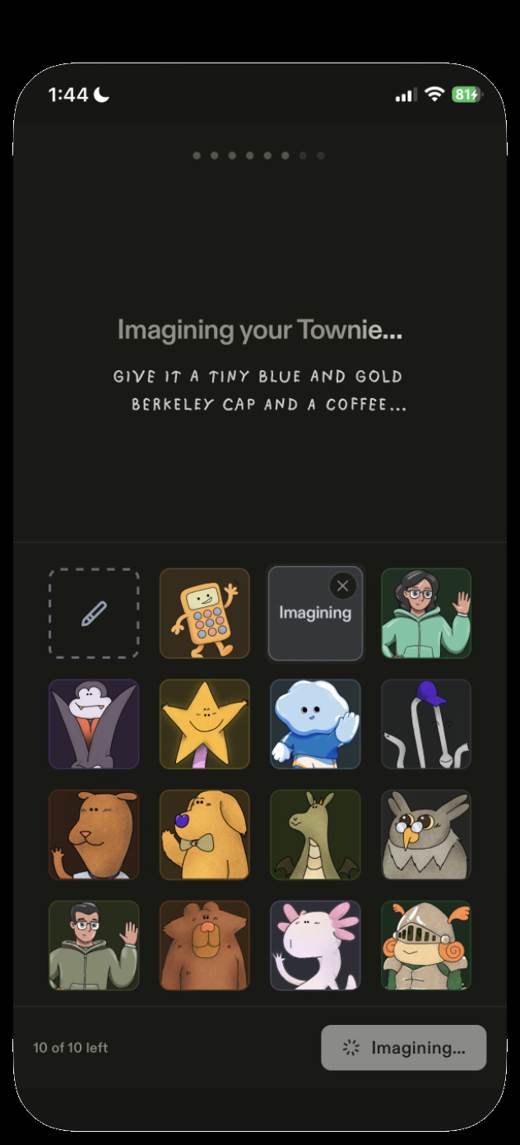 1:44
81
Imagining your Townie...
GIVE IT A TINY BLUE AND GOLD
BERKELEY CAP AND A COFFEE...
Imagining
10 of 10 left
Imagining...